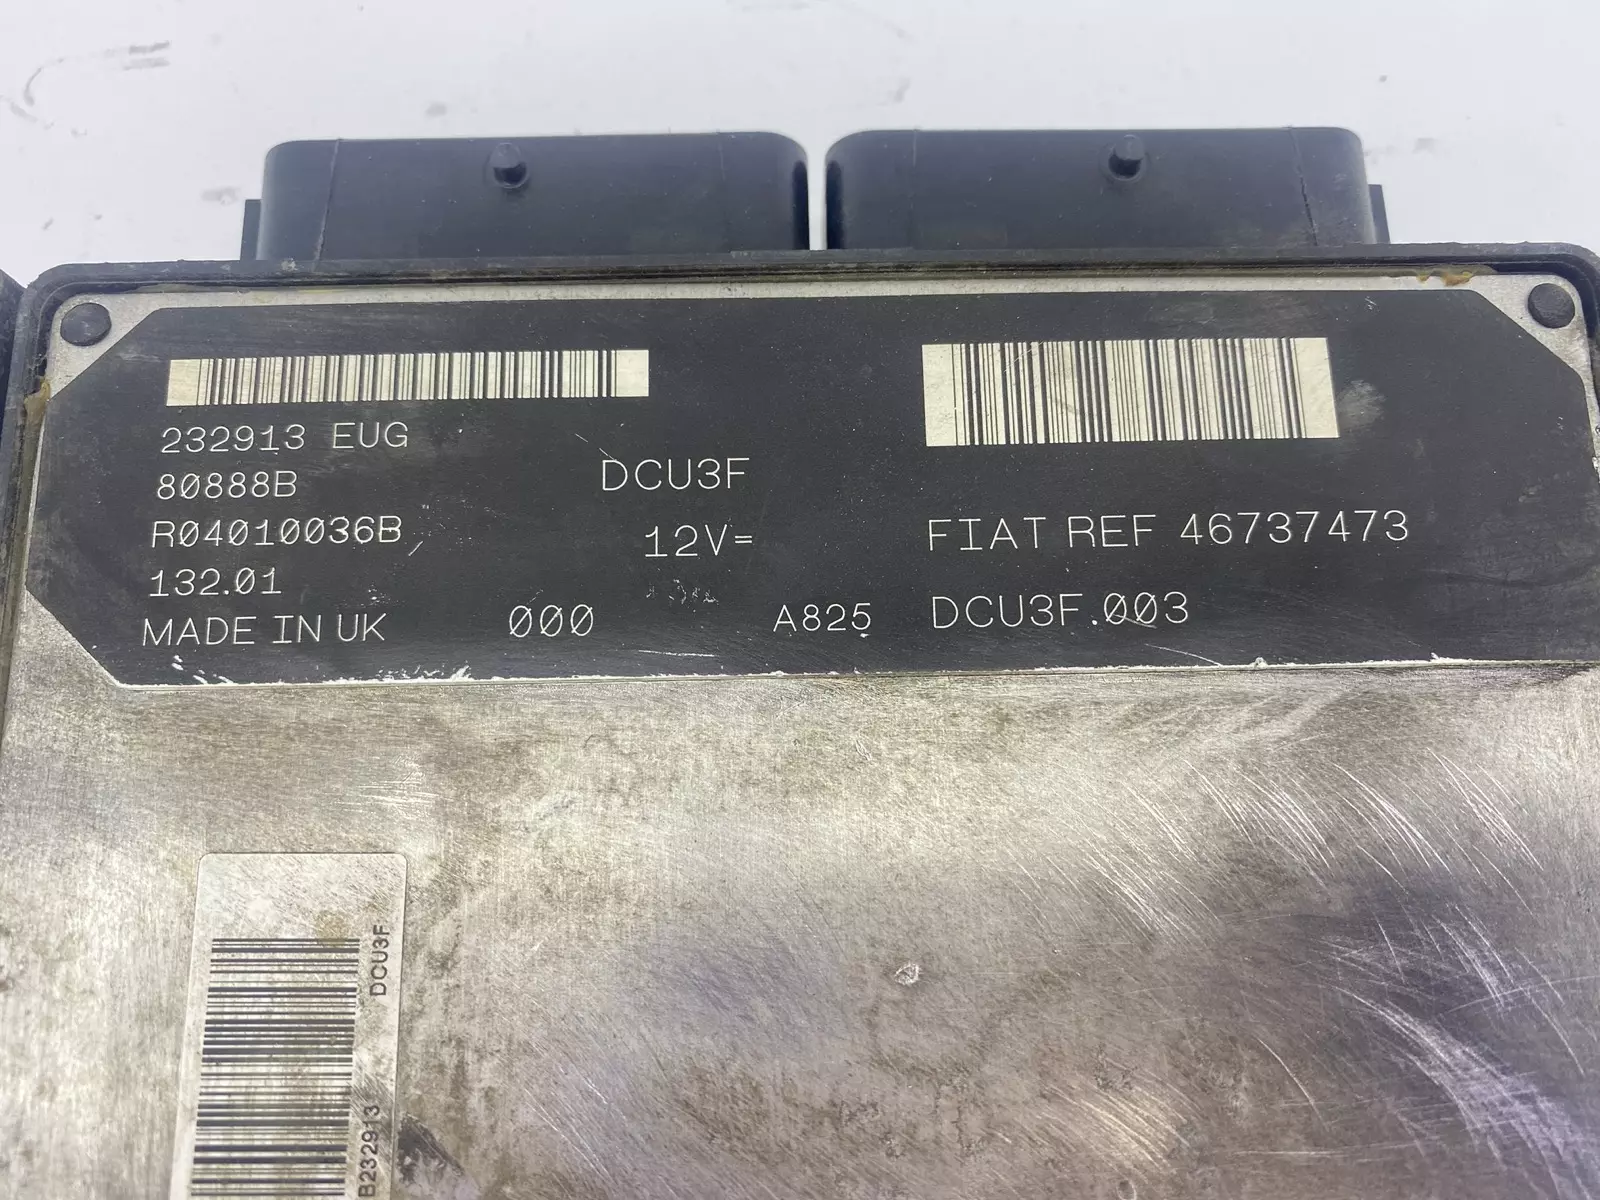 232913 EUG
80888B
R04010036B
132.01
MADE IN UK
000
DCU3F
12V=
A825
FIAT REF 46737473
DCU3F.003
DCU3F
B232913